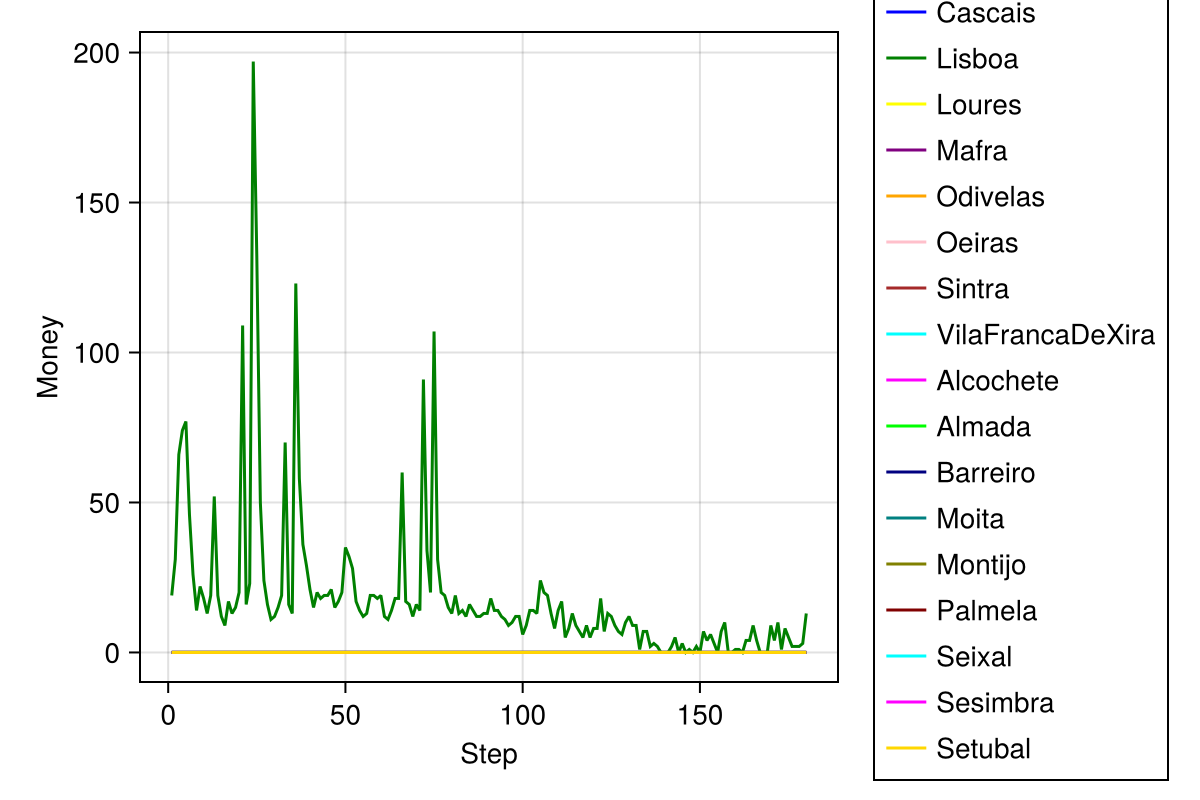 200
150
100
50
0
Money
0 50 100 150
Step
Cascais
Lisboa
Loures
Mafra
Odivelas
Oeiras
Sintra
VilaFrancaDeXira
Alcochete
Almada
Barreiro
Moita
Montijo
Palmela
Seixal
Sesimbra
Setubal